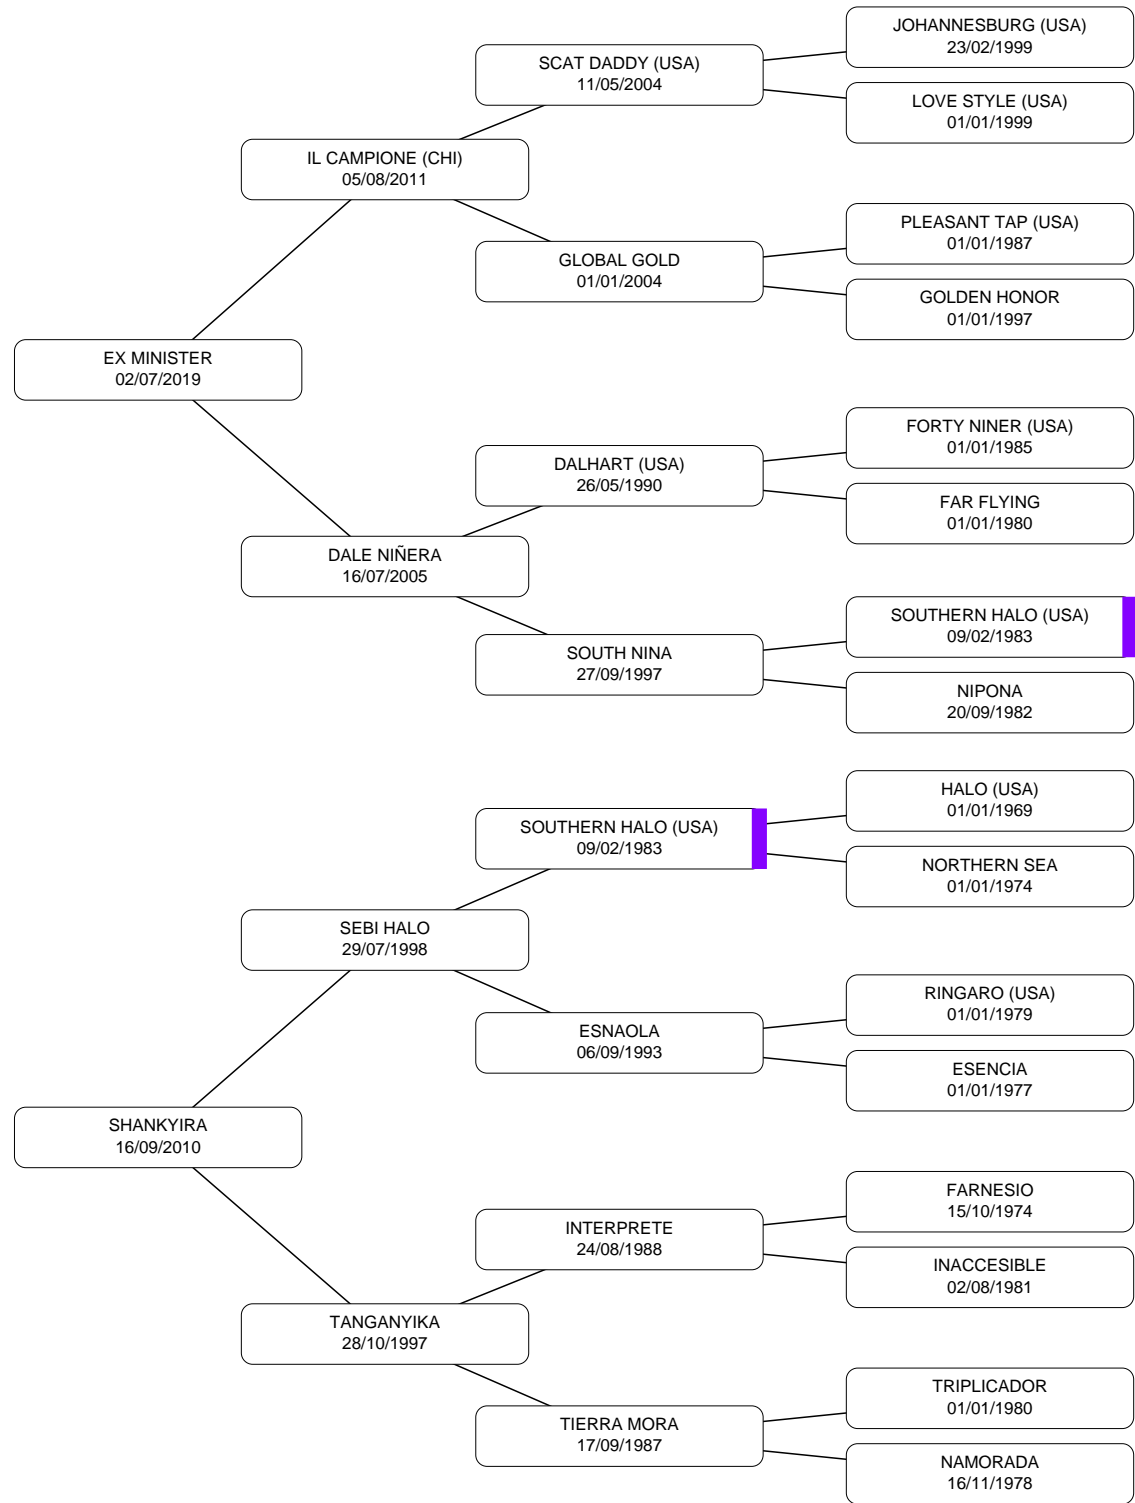 JOHANNESBURG (USA)
23/02/1999
SCAT DADDY (USA)
11/05/2004
LOVE STYLE (USA)
01/01/1999
IL CAMPIONE (CHI)
05/08/2011
PLEASANT TAP (USA)
01/01/1987
GLOBAL GOLD
01/01/2004
GOLDEN HONOR
01/01/1997
EX MINISTER
02/07/2019
FORTY NINER (USA)
01/01/1985
DALHART (USA)
26/05/1990
FAR FLYING
01/01/1980
DALE NIÑERA
16/07/2005
SOUTHERN HALO (USA)
09/02/1983
SOUTH NINA
27/09/1997
NIPONA
20/09/1982
HALO (USA)
01/01/1969
SOUTHERN HALO (USA)
09/02/1983
NORTHERN SEA
01/01/1974
SEBI HALO
29/07/1998
RINGARO (USA)
01/01/1979
ESNAOLA
06/09/1993
ESENCIA
01/01/1977
SHANKYIRA
16/09/2010
FARNESIO
15/10/1974
INTERPRETE
24/08/1988
INACCESIBLE
02/08/1981
TANGANYIKA
28/10/1997
TRIPLICADOR
01/01/1980
TIERRA MORA
17/09/1987
NAMORADA
16/11/1978